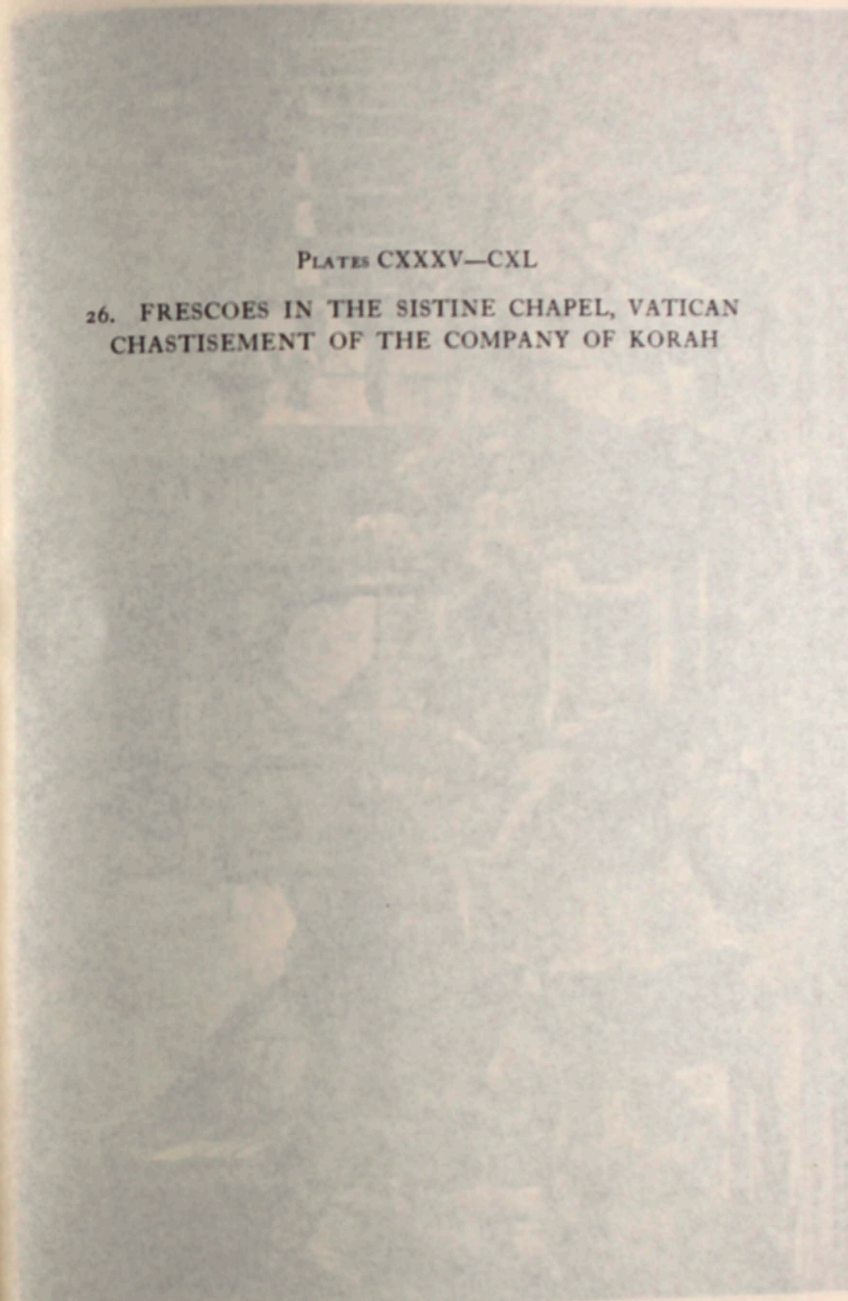 Plates CXXXV—CXL
26. FRESCOES IN THE SISTINE CHAPEL, VATICAN
CHASTISEMENT OF THE COMPANY OF KORAH